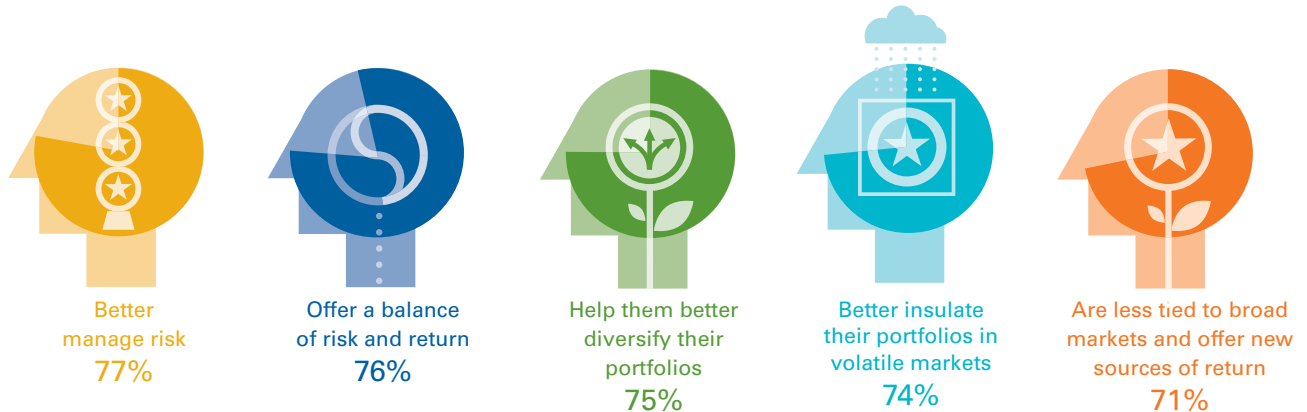 Better
manage risk
77%
Offer a balance
of risk and return
76%
Help them better
diversify their
portfolios
75%
Better insulate
their portfolios in
volatile markets
74%
Are less tied to broad
markets and offer new
sources of return
71%